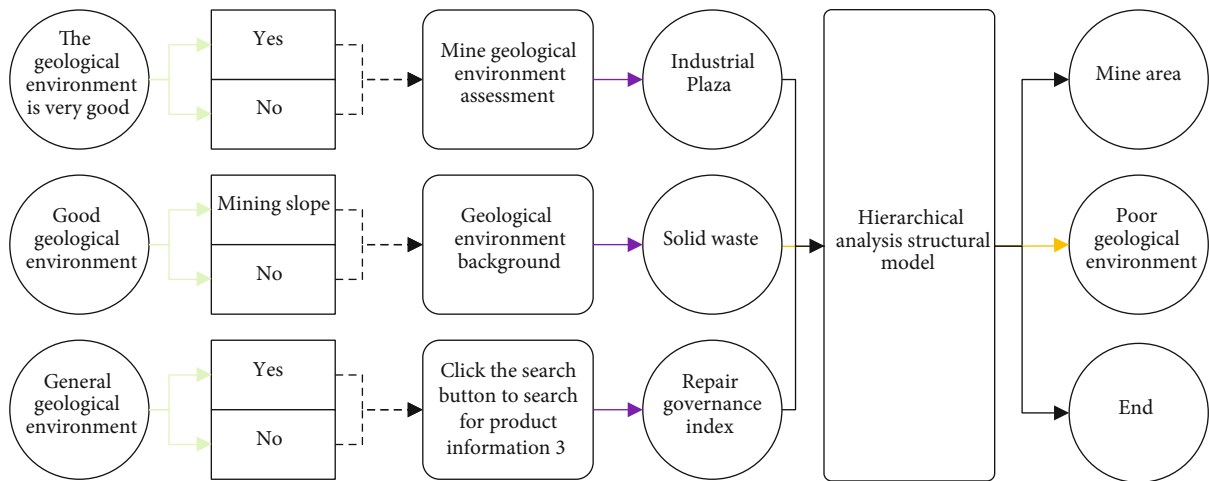 The
geological
environment
is very good
Yes
No
Mine geological
environment
assessment
Industrial
Plaza
Mine area
Good
geological
environment
Mining slope
No
Geological
environment
background
Solid waste
Hierarchical
analysis structural
model
Poor
geological
environment
General
geological
environment
Yes
No
Click the search
button to search
for product
information 3
Repair
governance
index
End